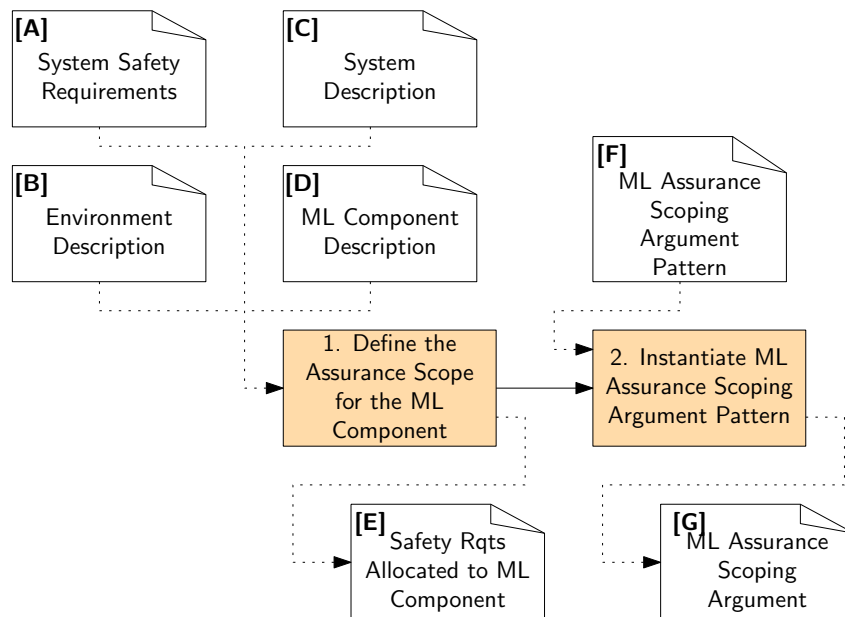 [A]
System Safety
Requirements
[C]
System
Description
[B]
Environment
Description
[D]
ML Component
Description
[F]
ML Assurance
Scoping
Argument
Pattern
1. Define the
Assurance Scope
for the ML
Component
2. Instantiate ML
Assurance Scoping
Argument Pattern
[E]
Safety Rqts
Allocated to ML
Component
[G]
ML Assurance
Scoping
Argument